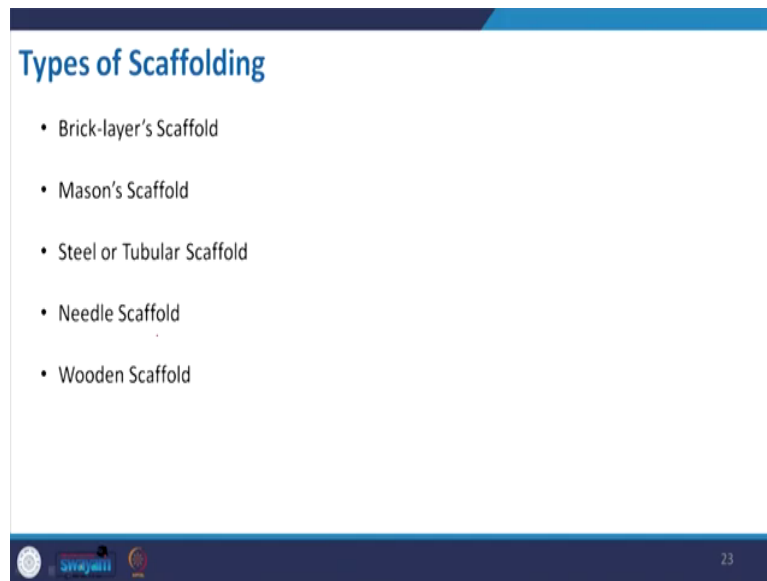 Types of Scaffolding
• Brick-layer's Scaffold
• Mason's Scaffold
• Steel or Tubular Scaffold
• Needle Scaffold
• Wooden Scaffold
swayam
23